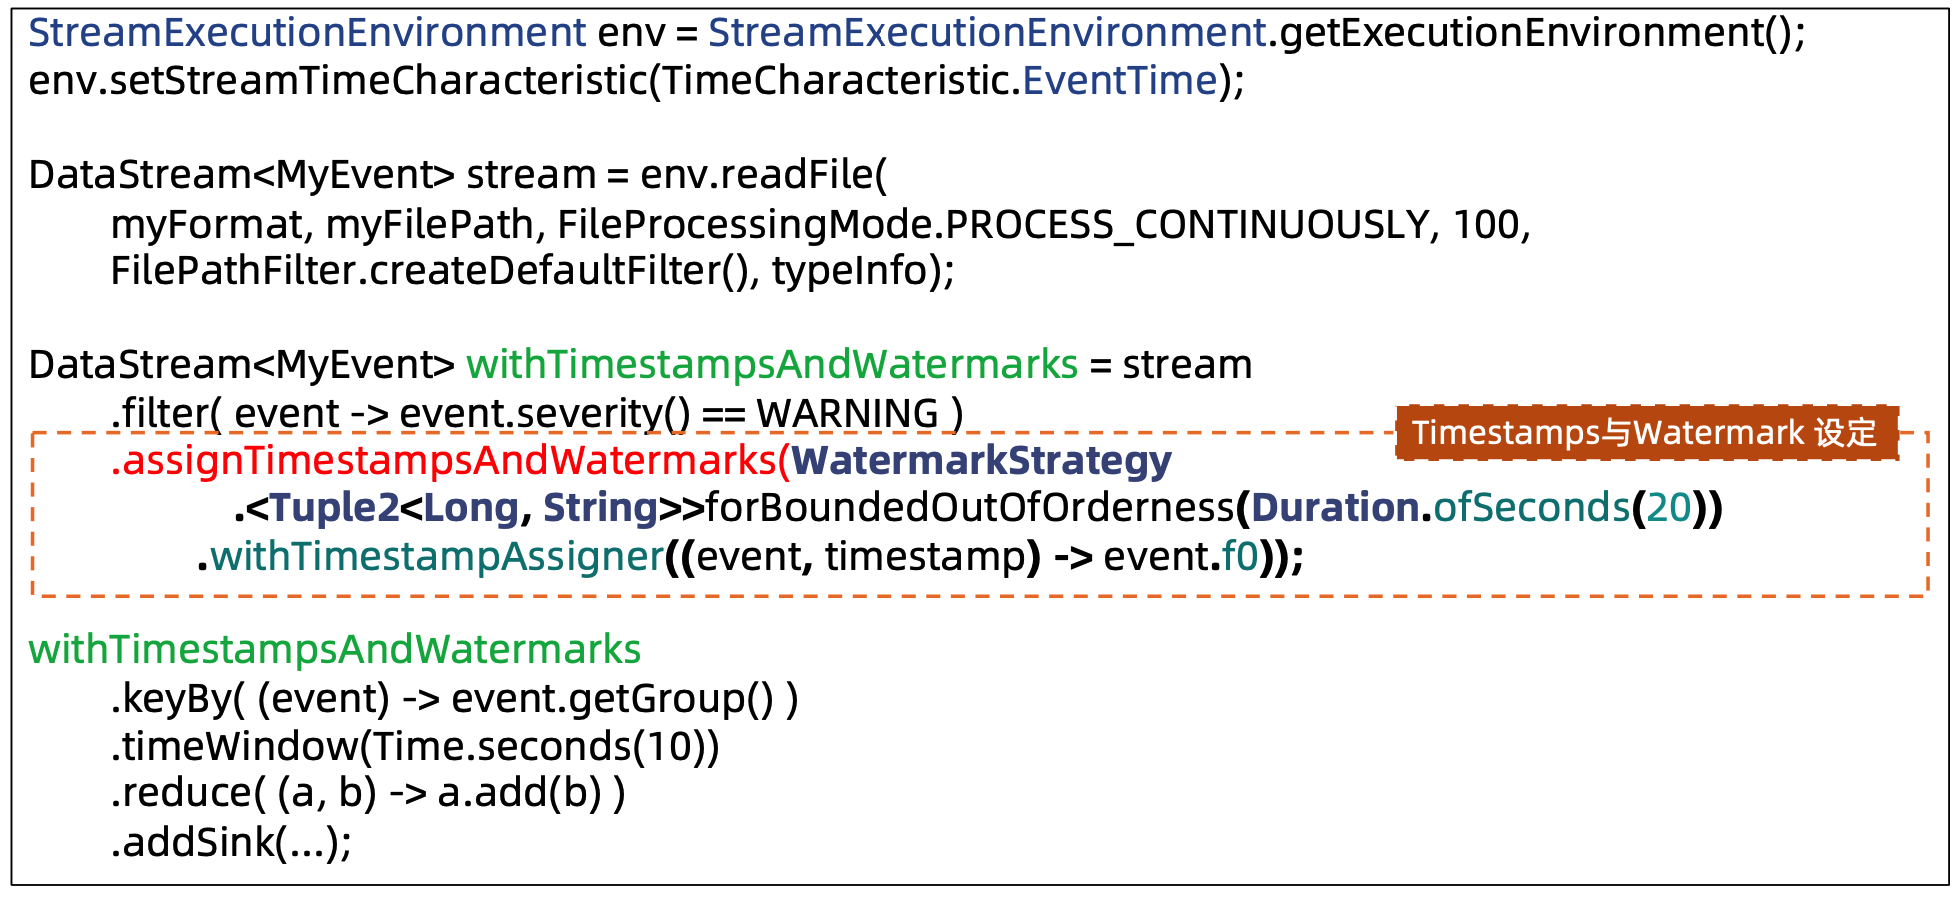 StreamExecutionEnvironment env = StreamExecutionEnvironment.getExecutionEnvironment();
env.setStreamTimeCharacteristic(TimeCharacteristic.EventTime);
DataStream<MyEvent> stream = env.readFile(
myFormat, myFilePath, FileProcessingMode.PROCESS_CONTINUOUSLY, 100,
FilePathFilter.createDefaultFilter(), typeInfo);
DataStream<MyEvent> withTimestampsAndWatermarks = stream
.filter( event -> event.severity() == WARNING )
Timestamps与Watermark 设定
.assignTimestampsAndWatermarks(WatermarkStrategy
.<Tuple2<Long, String>>forBoundedOutOfOrderness(Duration.ofSeconds(20))
.withTimestampAssigner((event, timestamp) -> event.f0));
withTimestampsAndWatermarks
.keyBy( (event) -> event.getGroup() )
.timeWindow(Time.seconds(10))
.reduce( (a, b) -> a.add(b) )
.addSink(...);